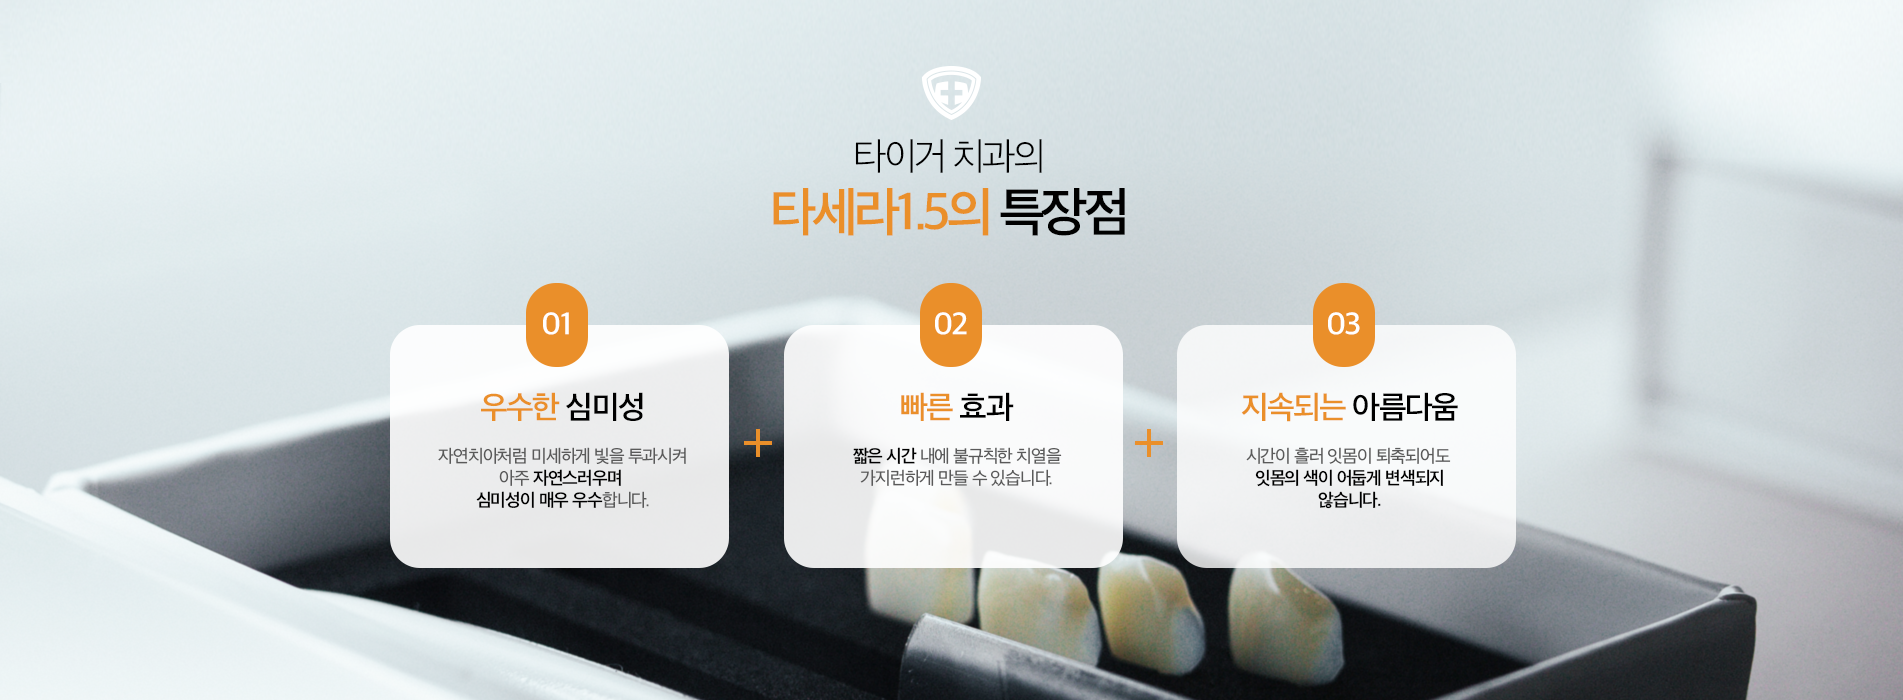 타이거 치과의
타세라1.5의 특장점
01
우수한 심미성
자연치아처럼 미세하게 빛을 투과시켜
아주 자연스러우며
심미성이 매우 우수합니다.
02
빠른 효과
짧은 시간 내에 불규칙한 치열을
가지런하게 만들 수 있습니다.
03
지속되는 아름다움
시간이 흘러 잇몸이 퇴축되어도
잇몸의 색이 어둡게 변색되지
않습니다.